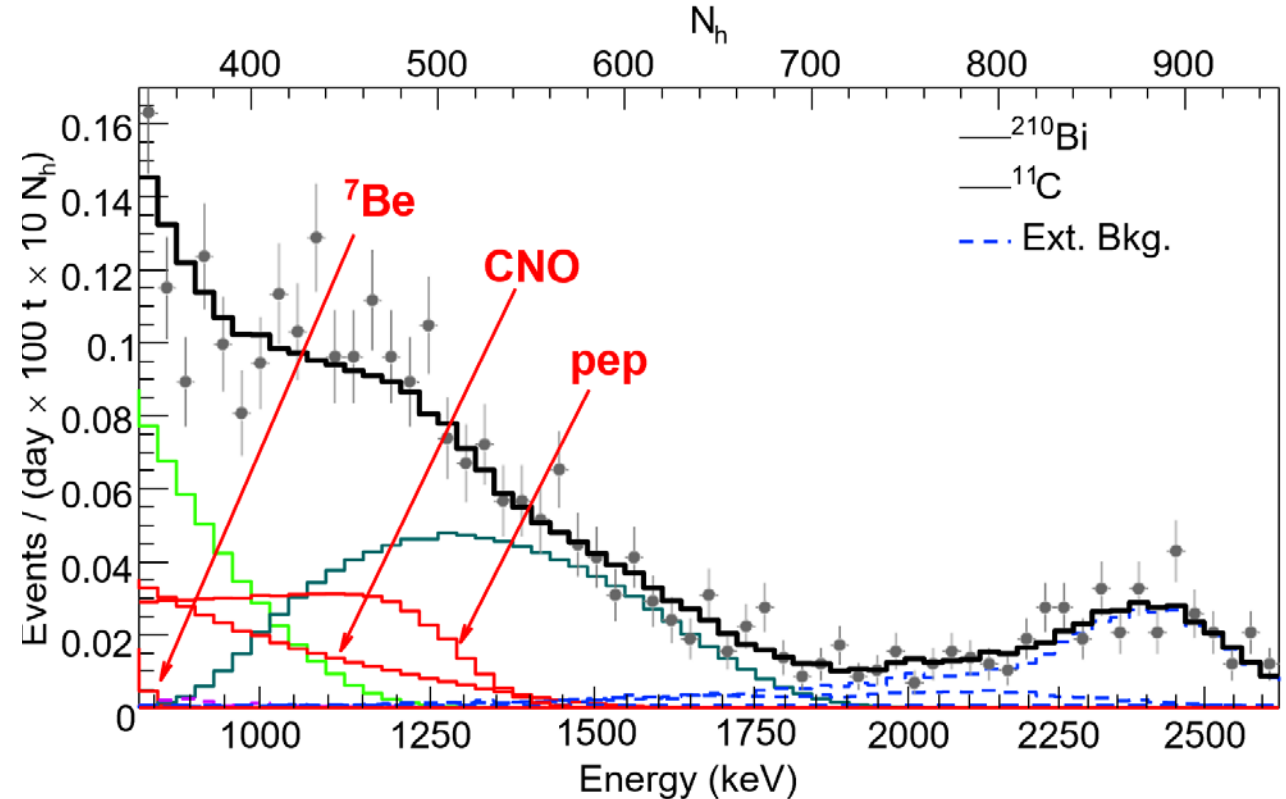 N_h
400 500 600 700 800 900
Events / (day × 100 t × 10 N_h)
0.16
0.14
0.12
0.1
0.08
0.06
0.04
0.02
0
²¹⁰Bi
¹¹C
Ext. Bkg.
⁷Be
CNO
pep
1000 1250 1500 1750 2000 2250 2500
Energy (keV)